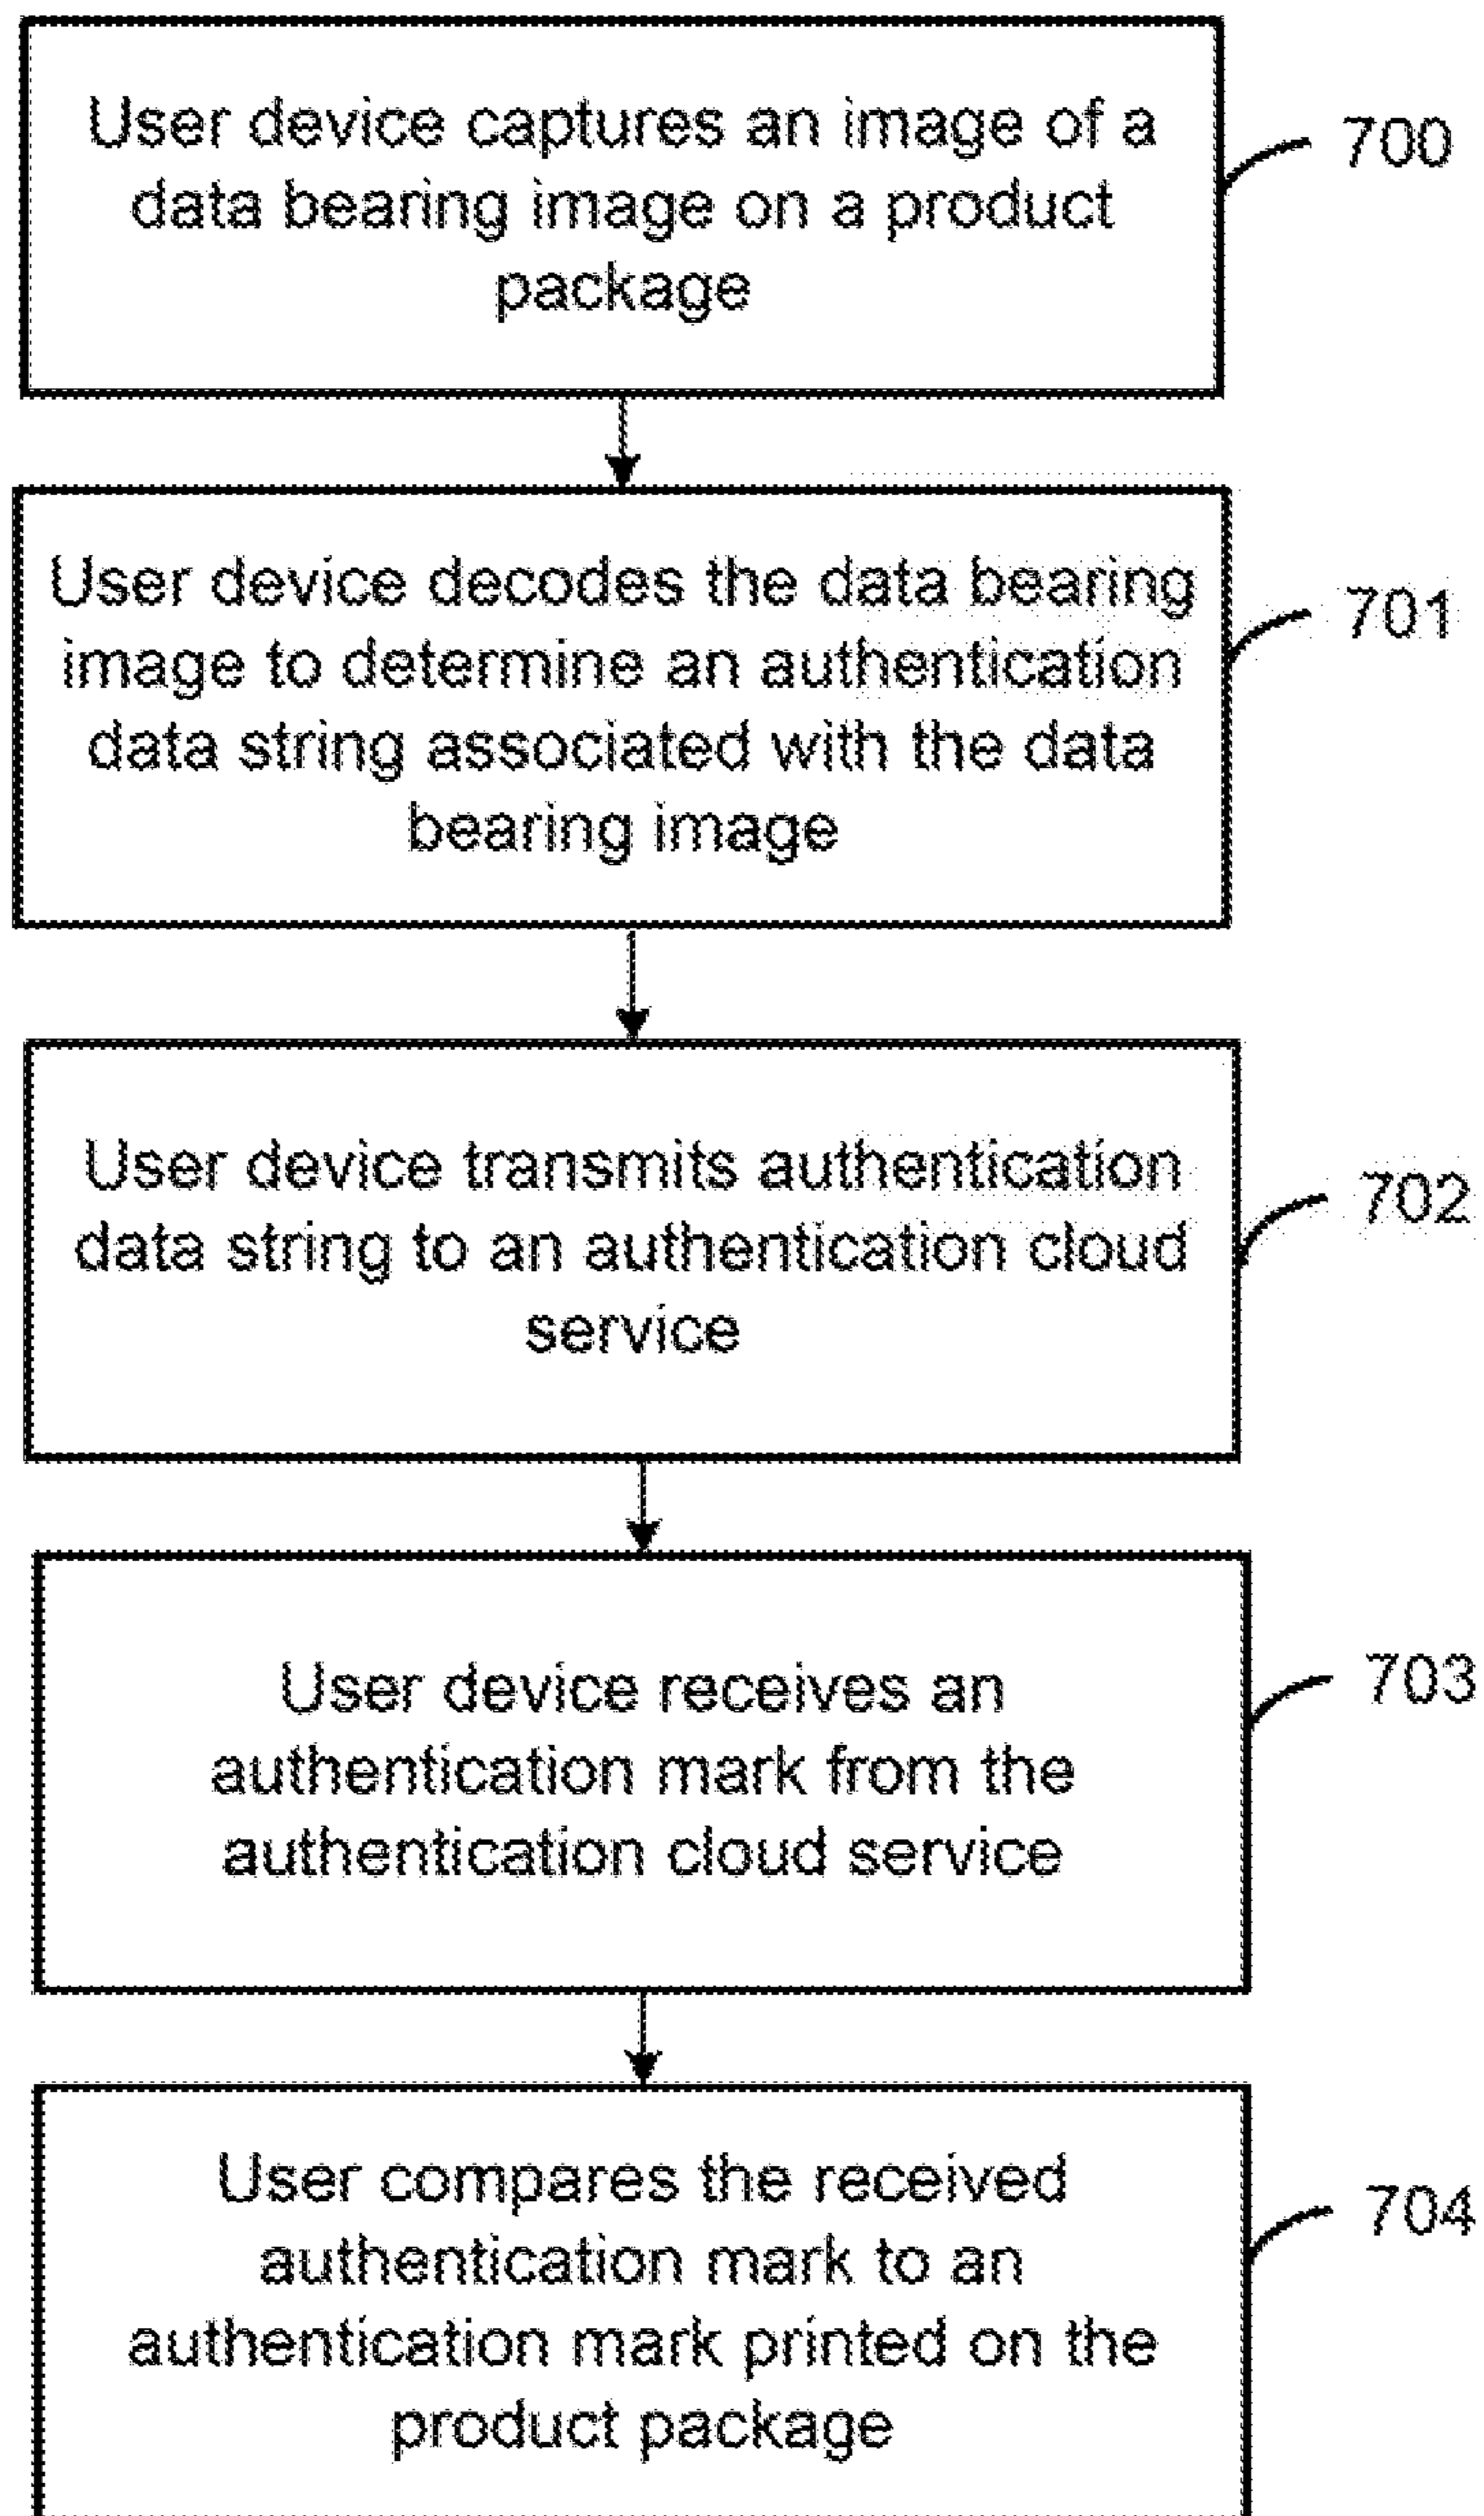 User device captures an image of a
data bearing image on a product
package
700
User device decodes the data bearing
image to determine an authentication
data string associated with the data
bearing image
701
User device transmits authentication
data string to an authentication cloud
service
702
User device receives an
authentication mark from the
authentication cloud service
703
User compares the received
authentication mark to an
authentication mark printed on the
product package
704